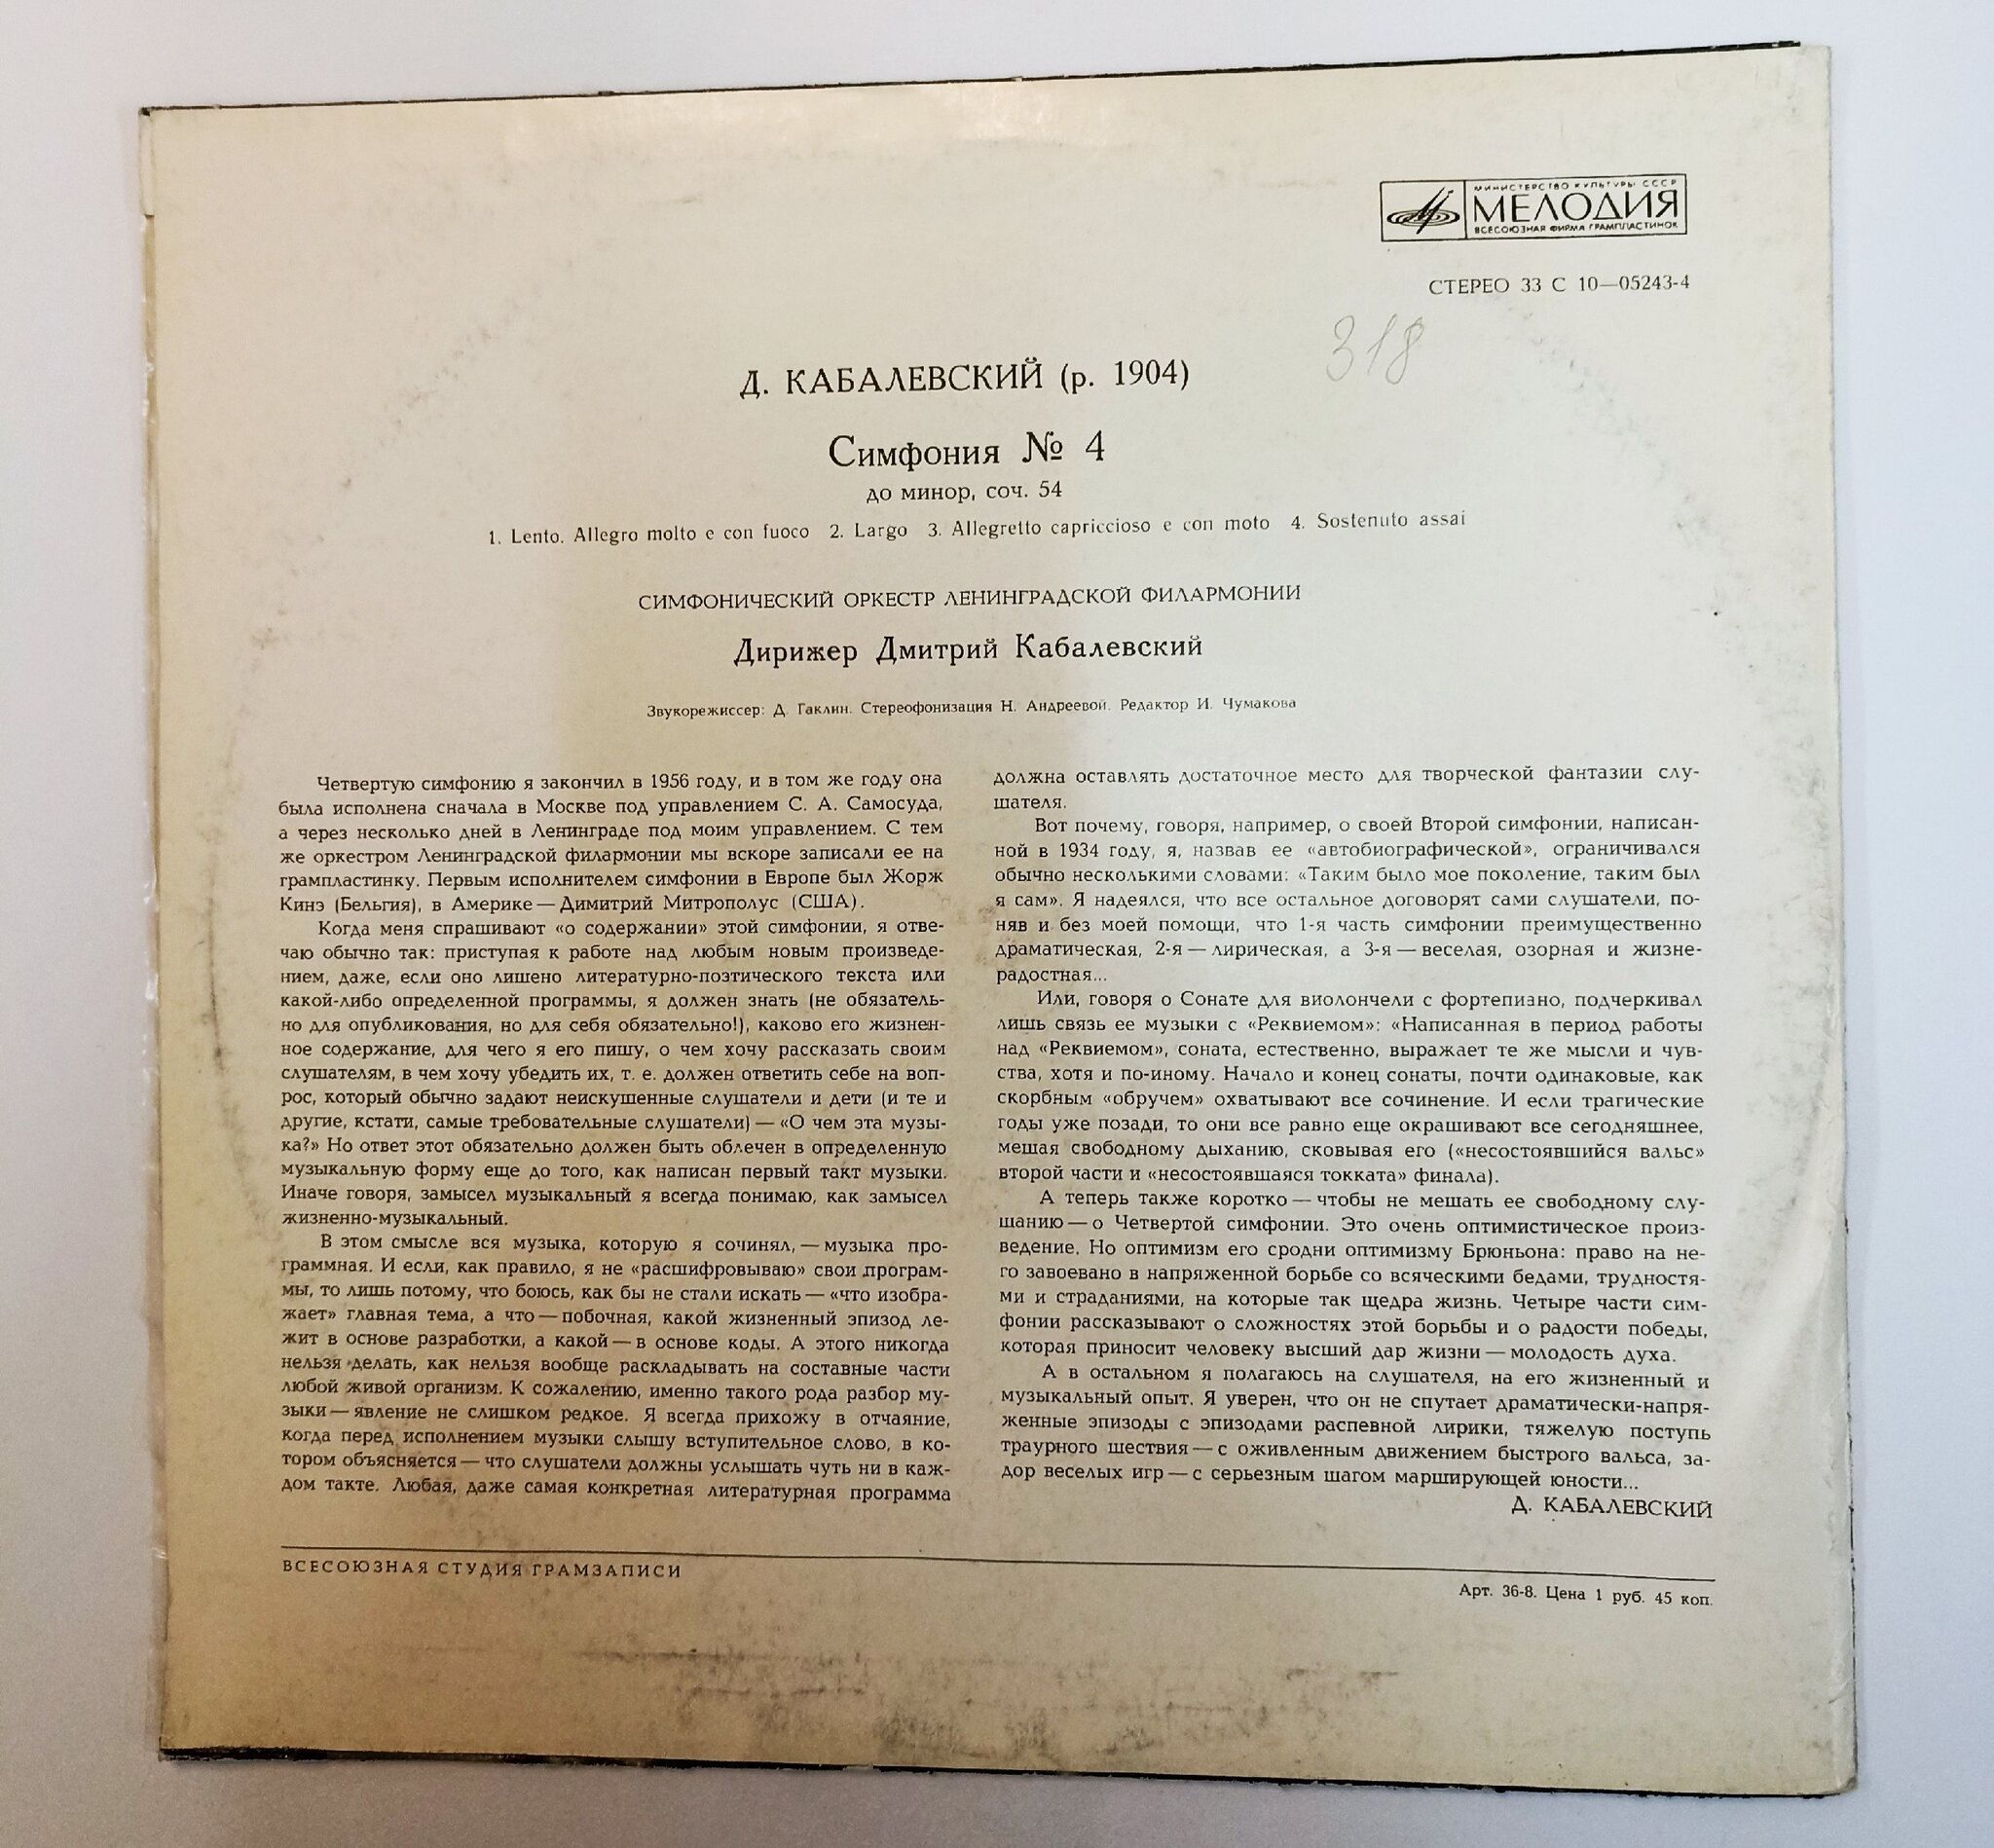 МИНИСТЕРСТВО КУЛЬТУРЫ СССР
МЕЛОДИЯ
ВСЕСОЮЗНАЯ ФИРМА ГРАМПЛАСТИНОК
СТЕРЕО 33 С 10—05243-4
318
Д. КАБАЛЕВСКИЙ (р. 1904)
Симфония № 4
до минор, соч. 54
1. Lento. Allegro molto e con fuoco 2. Largo 3. Allegretto capriccioso e con moto 4. Sostenuto assai
СИМФОНИЧЕСКИЙ ОРКЕСТР ЛЕНИНГРАДСКОЙ ФИЛАРМОНИИ
Дирижер Дмитрий Кабалевский
Звукорежиссер: Д. Гаклин. Стереофонизация Н. Андреевой. Редактор И. Чумакова
Четвертую симфонию я закончил в 1956 году, и в том же году она
была исполнена сначала в Москве под управлением С. А. Самосуда,
а через несколько дней в Ленинграде под моим управлением. С тем
же оркестром Ленинградской филармонии мы вскоре записали ее на
грампластинку. Первым исполнителем симфонии в Европе был Жорж
Кинэ (Бельгия), в Америке — Димитрий Митрополус (США).
Когда меня спрашивают «о содержании» этой симфонии, я отве-
чаю обычно так: приступая к работе над любым новым произведе-
нием, даже, если оно лишено литературно-поэтического текста или
какой-либо определенной программы, я должен знать (не обязатель-
но для опубликования, но для себя обязательно!), каково его жизнен-
ное содержание, для чего я его пишу, о чем хочу рассказать своим
слушателям, в чем хочу убедить их, т. е. должен ответить себе на воп-
рос, который обычно задают неискушенные слушатели и дети (и те и
другие, кстати, самые требовательные слушатели) — «О чем эта музы-
ка?» Но ответ этот обязательно должен быть облечен в определенную
музыкальную форму еще до того, как написан первый такт музыки.
Иначе говоря, замысел музыкальный я всегда понимаю, как замысел
жизненно-музыкальный.
В этом смысле вся музыка, которую я сочинял, — музыка про-
граммная. И если, как правило, я не «расшифровываю» свои програм-
мы, то лишь потому, что боюсь, как бы не стали искать — «что изобра-
жает» главная тема, а что — побочная, какой жизненный эпизод ле-
жит в основе разработки, а какой — в основе коды. А этого никогда
нельзя делать, как нельзя вообще раскладывать на составные части
любой живой организм. К сожалению, именно такого рода разбор му-
зыки — явление не слишком редкое. Я всегда прихожу в отчаяние,
когда перед исполнением музыки слышу вступительное слово, в ко-
тором объясняется — что слушатели должны услышать чуть ни в каж-
дом такте. Любая, даже самая конкретная литературная программа
должна оставлять достаточное место для творческой фантазии слу-
шателя.
Вот почему, говоря, например, о своей Второй симфонии, написан-
ной в 1934 году, я, назвав ее «автобиографической», ограничивался
обычно несколькими словами: «Таким было мое поколение, таким был
я сам». Я надеялся, что все остальное договорят сами слушатели, по-
няв и без моей помощи, что 1-я часть симфонии преимущественно
драматическая, 2-я — лирическая, а 3-я — веселая, озорная и жизне-
радостная...
Или, говоря о Сонате для виолончели с фортепиано, подчеркивал
лишь связь ее музыки с «Реквиемом»: «Написанная в период работы
над «Реквиемом», соната, естественно, выражает те же мысли и чув-
ства, хотя и по-иному. Начало и конец сонаты, почти одинаковые, как
скорбным «обручем» охватывают все сочинение. И если трагические
годы уже позади, то они все равно еще окрашивают все сегодняшнее,
мешая свободному дыханию, сковывая его («несостоявшийся вальс»
второй части и «несостоявшаяся токката» финала).
А теперь также коротко — чтобы не мешать ее свободному слу-
шанию — о Четвертой симфонии. Это очень оптимистическое произ-
ведение. Но оптимизм его сродни оптимизму Брюньона: право на не-
го завоевано в напряженной борьбе со всяческими бедами, трудностя-
ми и страданиями, на которые так щедра жизнь. Четыре части сим-
фонии рассказывают о сложностях этой борьбы и о радости победы,
которая приносит человеку высший дар жизни — молодость духа.
А в остальном я полагаюсь на слушателя, на его жизненный и
музыкальный опыт. Я уверен, что он не спутает драматически-напря-
женные эпизоды с эпизодами распевной лирики, тяжелую поступь
траурного шествия — с оживленным движением быстрого вальса, за-
дор веселых игр — с серьезным шагом марширующей юности...
Д. КАБАЛЕВСКИЙ
ВСЕСОЮЗНАЯ СТУДИЯ ГРАМЗАПИСИ
Арт. 36-8. Цена 1 руб. 45 коп.